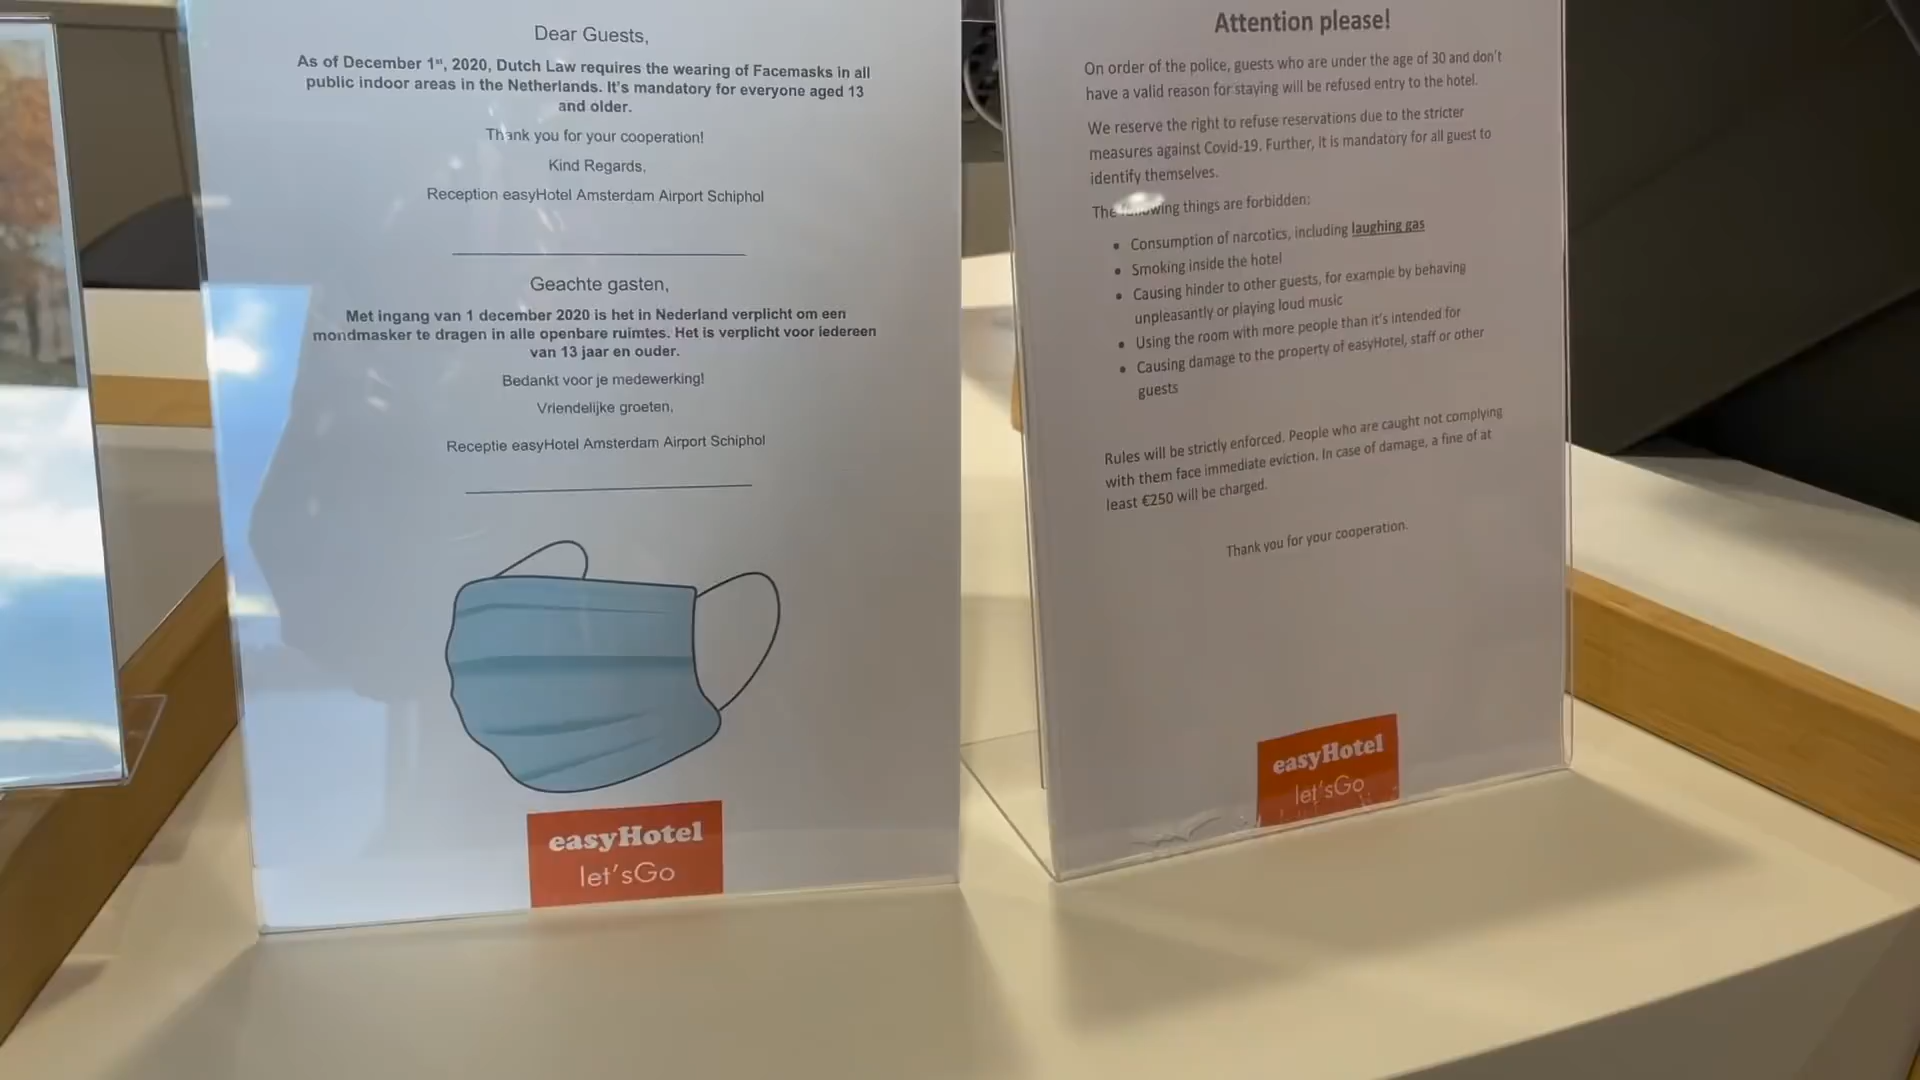 Dear Guests,
As of December 1st, 2020, Dutch Law requires the wearing of Facemasks in all
public indoor areas in the Netherlands. It's mandatory for everyone aged 13
and older.
Thank you for your cooperation!
Kind Regards,
Reception easyHotel Amsterdam Airport Schiphol
Geachte gasten,
Met ingang van 1 december 2020 is het in Nederland verplicht om een
mondmasker te dragen in alle openbare ruimtes. Het is verplicht voor iedereen
van 13 jaar en ouder.
Bedankt voor je medewerking!
Vriendelijke groeten,
Receptie easyHotel Amsterdam Airport Schiphol
easyHotel
let'sGo
Attention please!
On order of the police, guests who are under the age of 30 and don't
have a valid reason for staying will be refused entry to the hotel.
We reserve the right to refuse reservations due to the stricter
measures against Covid-19. Further, it is mandatory for all guest to
identify themselves.
The following things are forbidden:
• Consumption of narcotics, including laughing gas
• Smoking inside the hotel
• Causing hinder to other guests, for example by behaving
unpleasantly or playing loud music
• Using the room with more people than it's intended for
• Causing damage to the property of easyHotel, staff or other
guests
Rules will be strictly enforced. People who are caught not complying
with them face immediate eviction. In case of damage, a fine of at
least €250 will be charged.
Thank you for your cooperation.
easyHotel
let'sGo